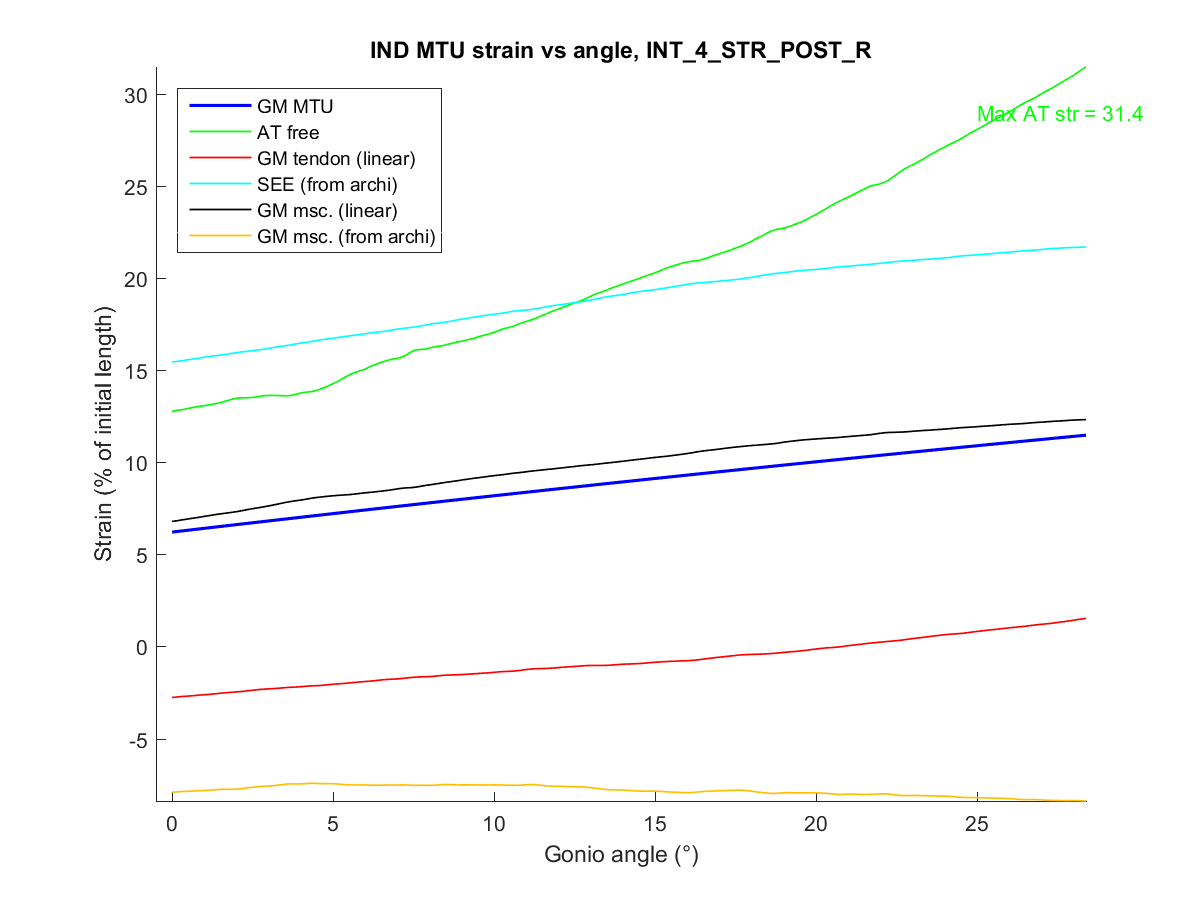 IND MTU strain vs angle, INT_4_STR_POST_R
30
25
20
15
10
5
0
-5
Strain (% of initial length)
GM MTU
AT free
GM tendon (linear)
SEE (from archi)
GM msc. (linear)
GM msc. (from archi)
Max AT str = 31.4
0 5 10 15 20 25
Gonio angle (°)